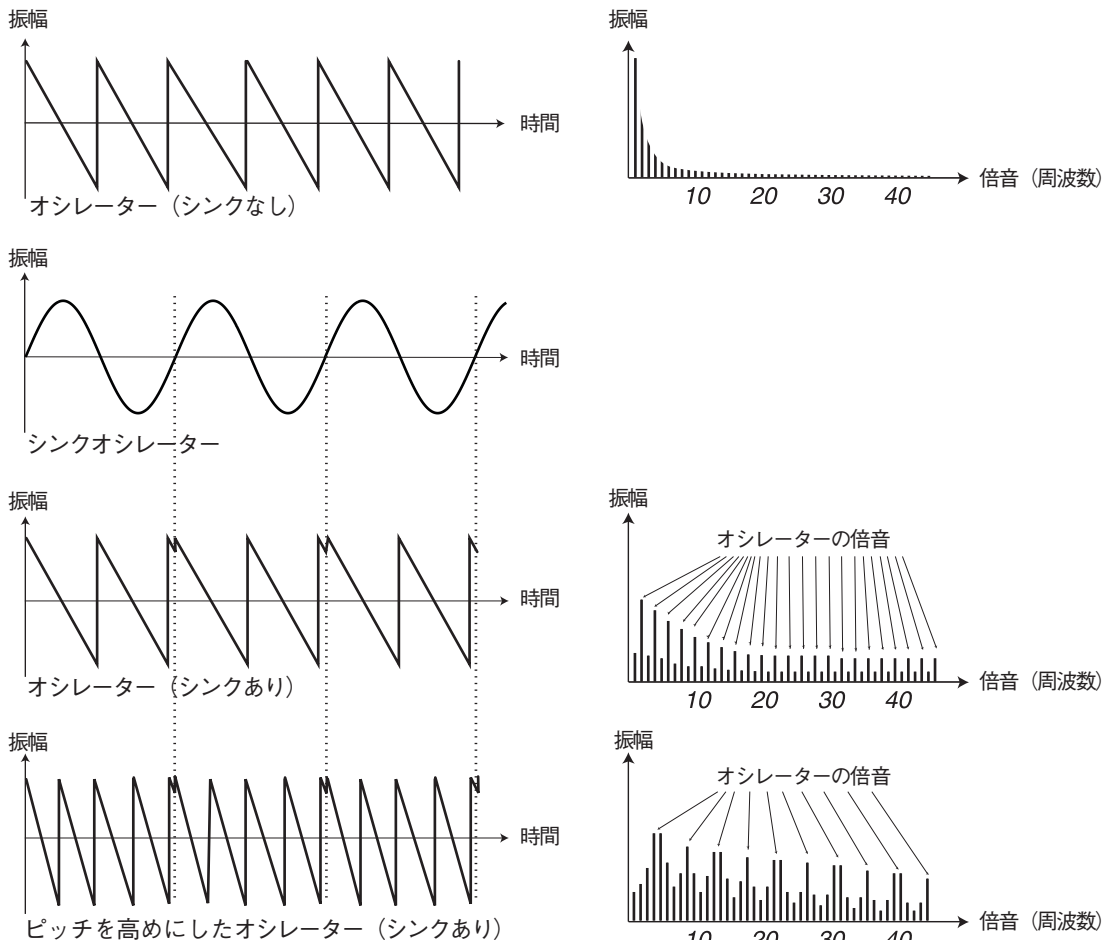 振幅
時間
オシレーター（シンクなし）
振幅
倍音（周波数）
10 20 30 40
振幅
時間
シンクオシレーター
振幅
時間
オシレーター（シンクあり）
振幅
オシレーターの倍音
倍音（周波数）
10 20 30 40
振幅
時間
ピッチを高めにしたオシレーター（シンクあり）
振幅
オシレーターの倍音
倍音（周波数）
10 20 30 40